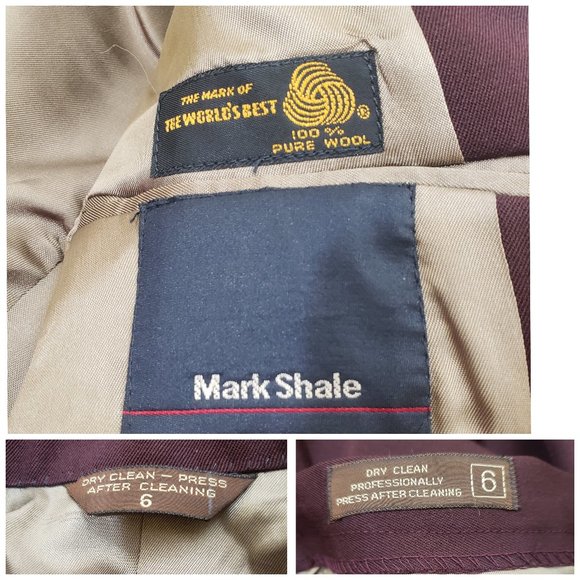 THE MARK OF
THE WORLD'S BEST
®
100%
PURE WOOL
Mark Shale
DRY CLEAN — PRESS
AFTER CLEANING
6
DRY CLEAN
PROFESSIONALLY
PRESS AFTER CLEANING
6